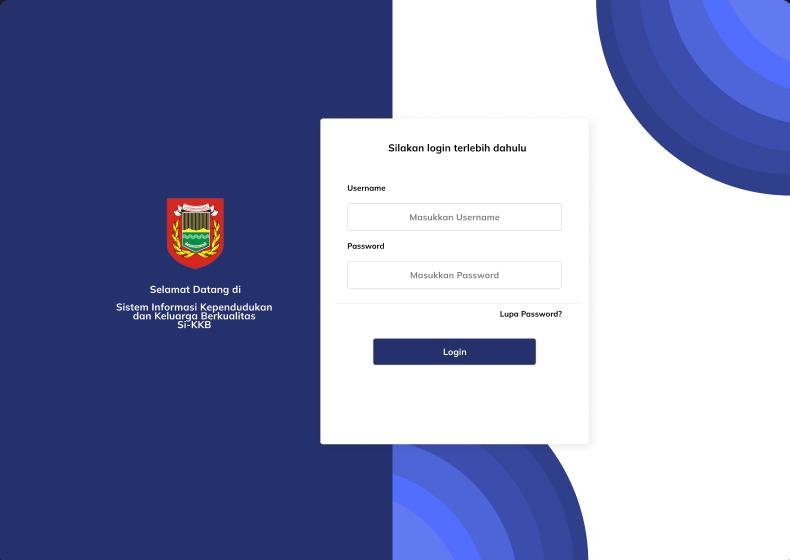 Silakan login terlebih dahulu
Username
Masukkan Username
Password
Masukkan Password
Lupa Password?
Login
Selamat Datang di
Sistem Informasi Kependudukan
dan Keluarga Berkualitas
Si-KKB